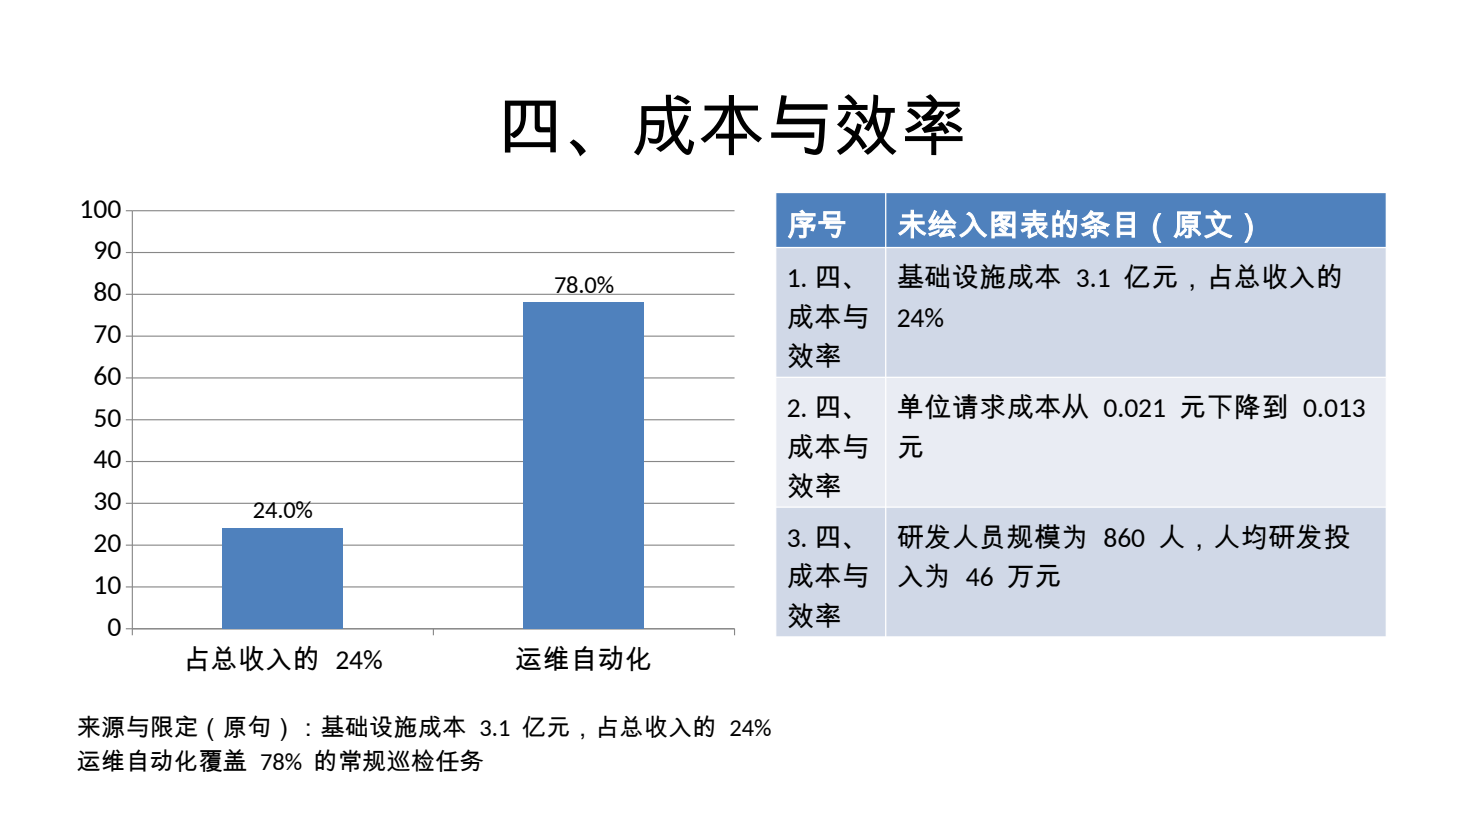 四、成本与效率
100
90
80
70
60
50
40
30
20
10
0
24.0%
78.0%
占总收入的 24%
运维自动化
序号
未绘入图表的条目（原文）
1. 四、
成本与
效率
基础设施成本 3.1 亿元，占总收入的
24%
2. 四、
成本与
效率
单位请求成本从 0.021 元下降到 0.013
元
3. 四、
成本与
效率
研发人员规模为 860 人，人均研发投
入为 46 万元
来源与限定（原句）：基础设施成本 3.1 亿元，占总收入的 24%
运维自动化覆盖 78% 的常规巡检任务